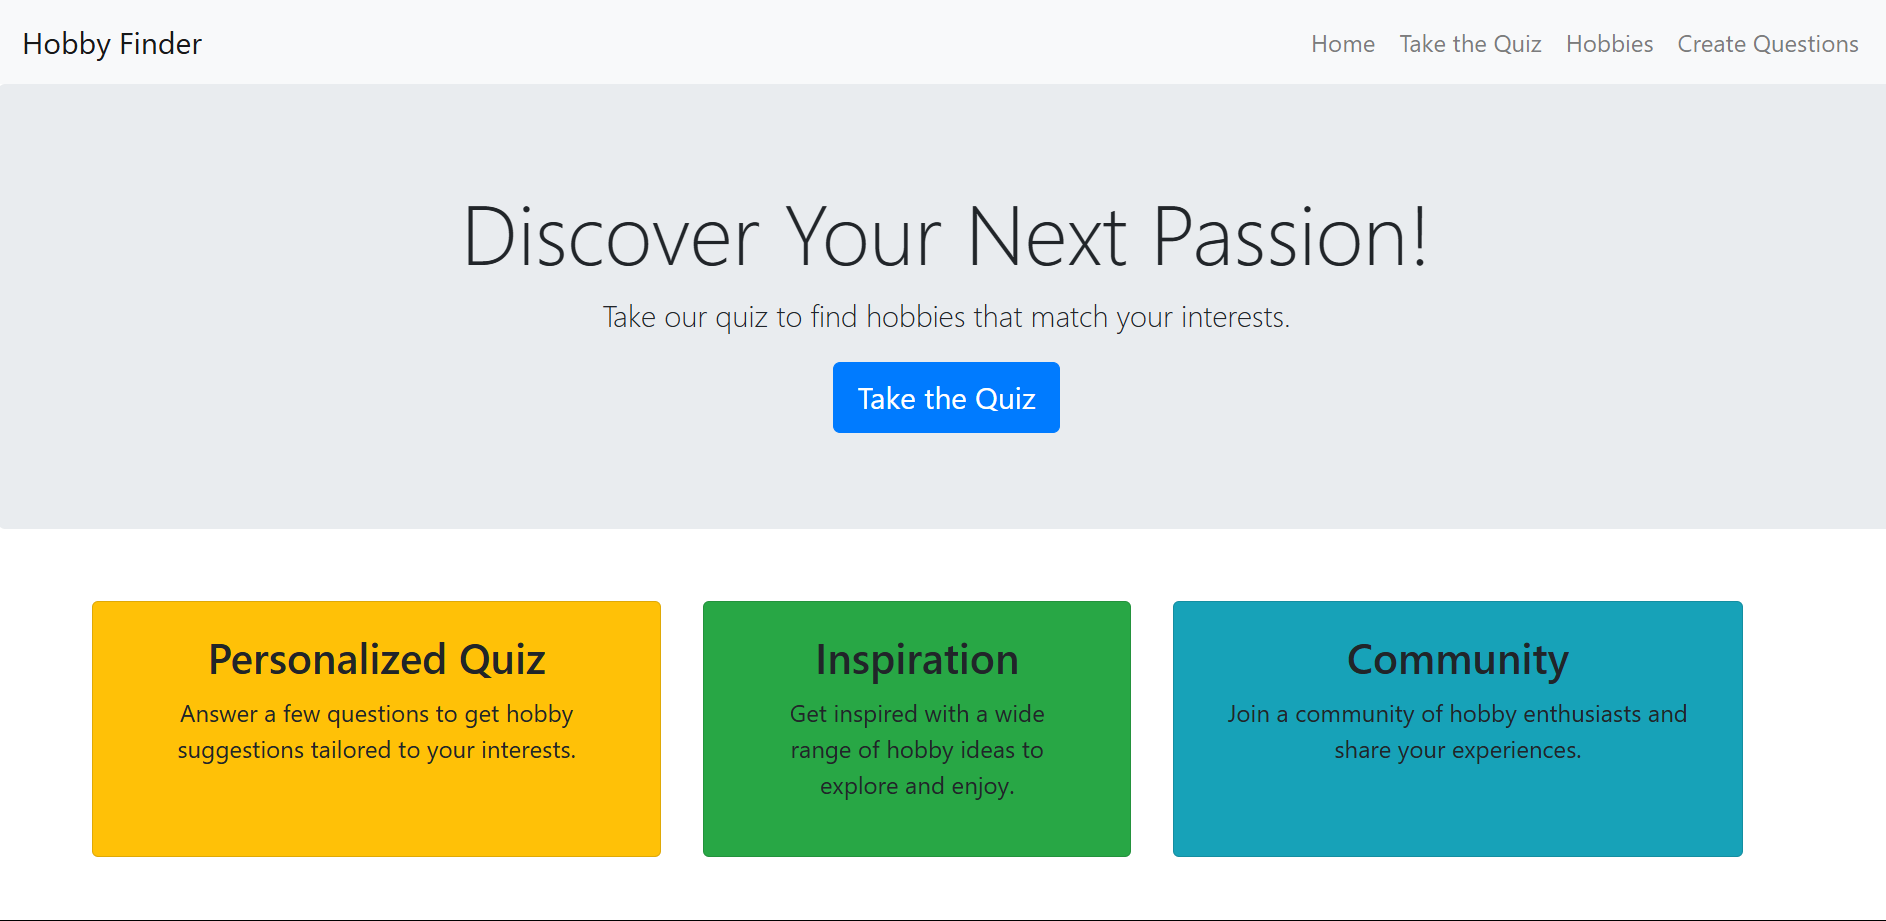 Hobby Finder
Home Take the Quiz Hobbies Create Questions
Discover Your Next Passion!
Take our quiz to find hobbies that match your interests.
Take the Quiz
Personalized Quiz
Answer a few questions to get hobby
suggestions tailored to your interests.
Inspiration
Get inspired with a wide
range of hobby ideas to
explore and enjoy.
Community
Join a community of hobby enthusiasts and
share your experiences.